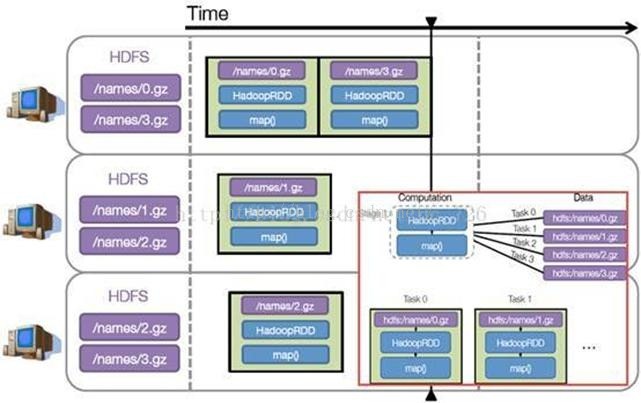 Time
HDFS
/names/0.gz
/names/3.gz
/names/0.gz
HadoopRDD
map()
/names/3.gz
HadoopRDD
map()
HDFS
/names/1.gz
/names/2.gz
/names/1.gz
HadoopRDD
map()
HDFS
/names/2.gz
/names/3.gz
/names/2.gz
HadoopRDD
map()
Computation
Data
HadoopRDD
map()
Task 0
Task 1
Task 2
Task 3
hdfs:/names/0.gz
hdfs:/names/1.gz
hdfs:/names/2.gz
hdfs:/names/3.gz
Task 0
hdfs:/names/0.gz
HadoopRDD
map()
Task 1
hdfs:/names/1.gz
HadoopRDD
map()
...